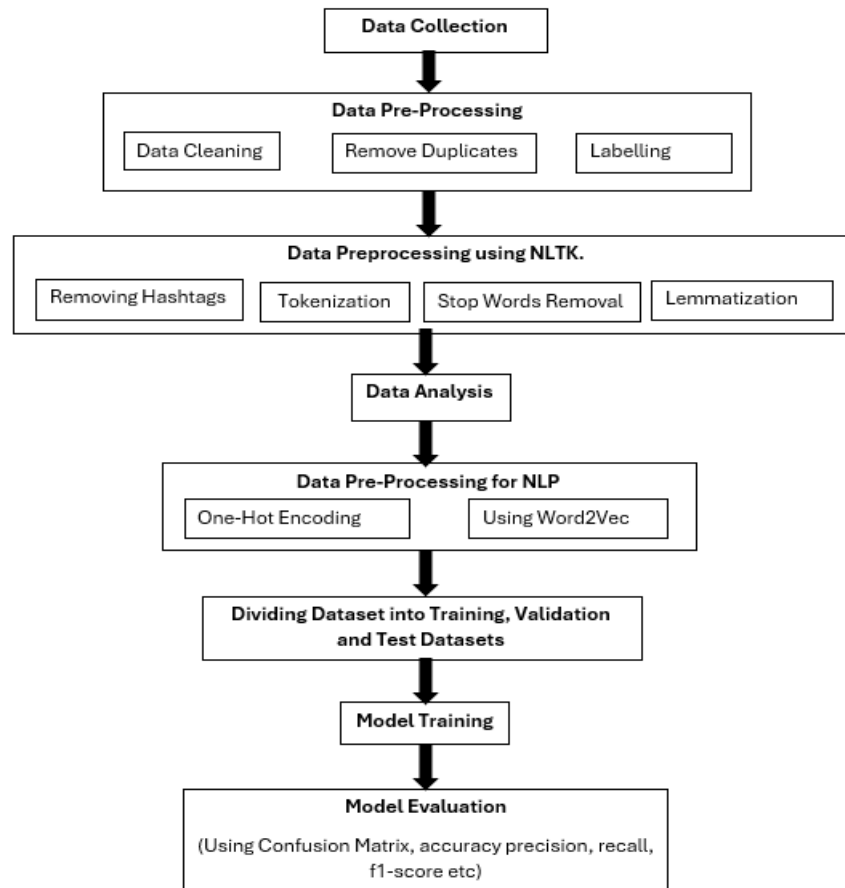 Data Collection
Data Pre-Processing
Data Cleaning
Remove Duplicates
Labelling
Data Preprocessing using NLTK.
Removing Hashtags
Tokenization
Stop Words Removal
Lemmatization
Data Analysis
Data Pre-Processing for NLP
One-Hot Encoding
Using Word2Vec
Dividing Dataset into Training, Validation
and Test Datasets
Model Training
Model Evaluation
(Using Confusion Matrix, accuracy precision, recall,
f1-score etc)